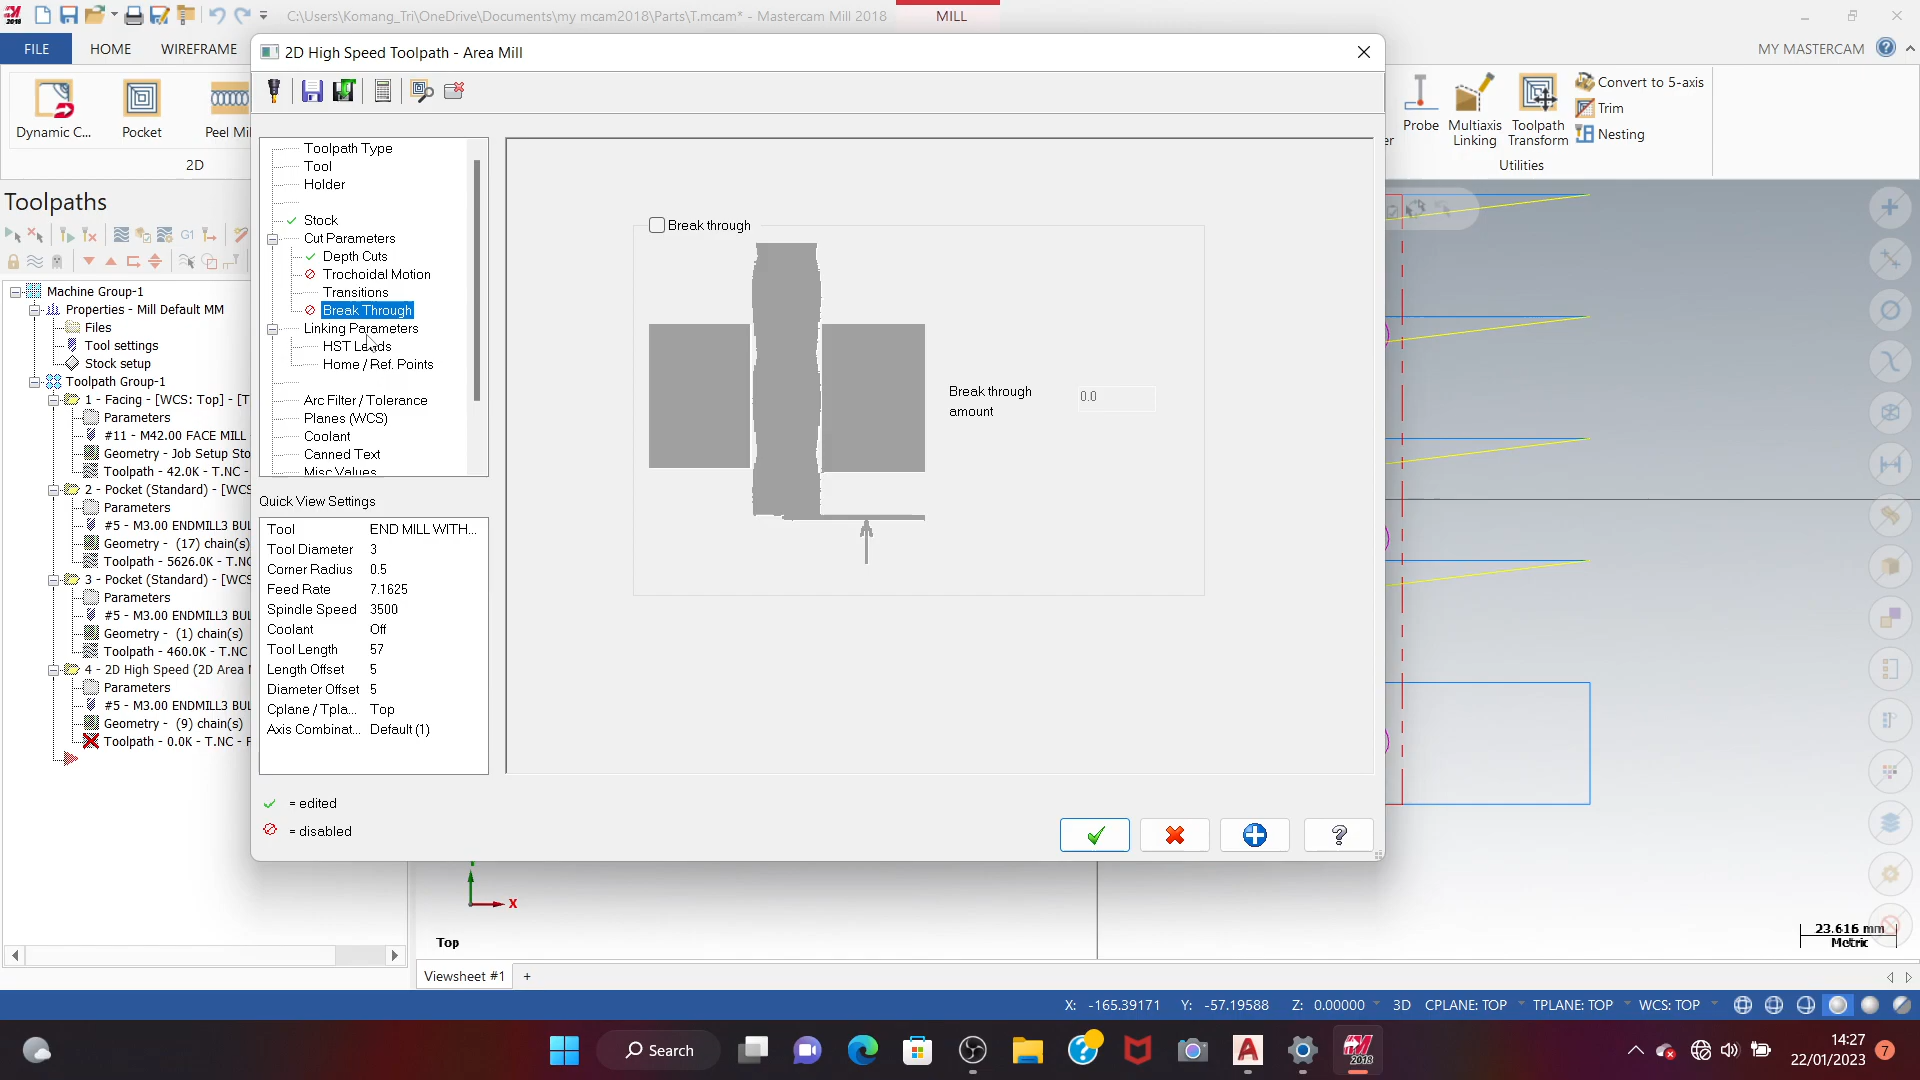 C:\Users\Komang_Tri\OneDrive\Documents\my mcam2018\Parts\T.mcam* - Mastercam Mill 2018
MILL
FILE
HOME
WIREFRAME
MY MASTERCAM
2D High Speed Toolpath - Area Mill
Dynamic C...
Pocket
Peel Mil
2D
Probe
Multiaxis Linking
Toolpath Transform
Convert to 5-axis
Trim
Nesting
Utilities
Toolpaths
Machine Group-1
Properties - Mill Default MM
Files
Tool settings
Stock setup
Toolpath Group-1
1 - Facing - [WCS: Top] - [T
Parameters
#11 - M42.00 FACE MILL
Geometry - Job Setup Sto
Toolpath - 42.0K - T.NC -
2 - Pocket (Standard) - [WCS
Parameters
#5 - M3.00 ENDMILL3 BUL
Geometry - (17) chain(s)
Toolpath - 5626.0K - T.NC
3 - Pocket (Standard) - [WCS
Parameters
#5 - M3.00 ENDMILL3 BUL
Geometry - (1) chain(s)
Toolpath - 460.0K - T.NC
4 - 2D High Speed (2D Area
Parameters
#5 - M3.00 ENDMILL3 BUL
Geometry - (9) chain(s)
Toolpath - 0.0K - T.NC - F
Toolpath Type
Tool
Holder
Stock
Cut Parameters
Depth Cuts
Trochoidal Motion
Transitions
Break Through
Linking Parameters
HST Leads
Home / Ref. Points
Arc Filter / Tolerance
Planes (WCS)
Coolant
Canned Text
Misc Values
Quick View Settings
Tool END MILL WITH...
Tool Diameter 3
Corner Radius 0.5
Feed Rate 7.1625
Spindle Speed 3500
Coolant Off
Tool Length 57
Length Offset 5
Diameter Offset 5
Cplane / Tpla... Top
Axis Combinat... Default (1)
= edited
= disabled
Break through
Break through amount 0.0
X
Top
23.616 mm
Metric
Viewsheet #1 +
X: -165.39171 Y: -57.19588 Z: 0.00000 3D CPLANE: TOP TPLANE: TOP WCS: TOP
Search
14:27
22/01/2023
7